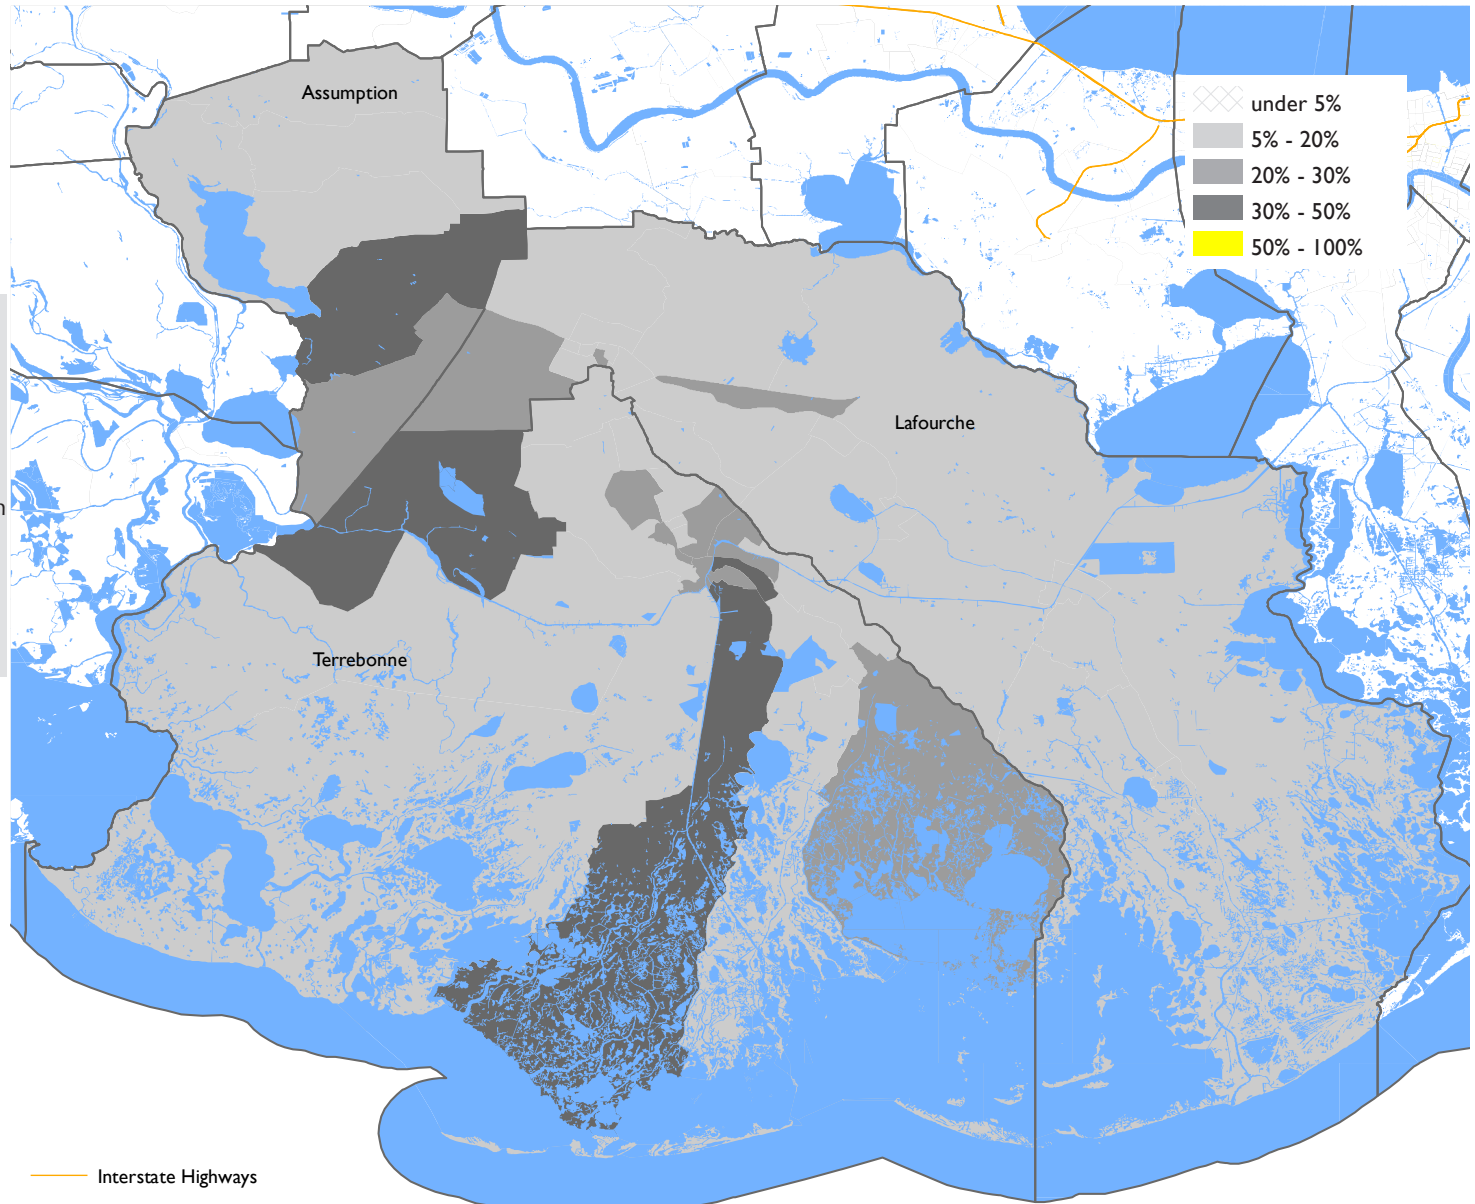 Assumption
under 5%
5% - 20%
20% - 30%
30% - 50%
50% - 100%
Lafourche
n
Terrebonne
Interstate Highways